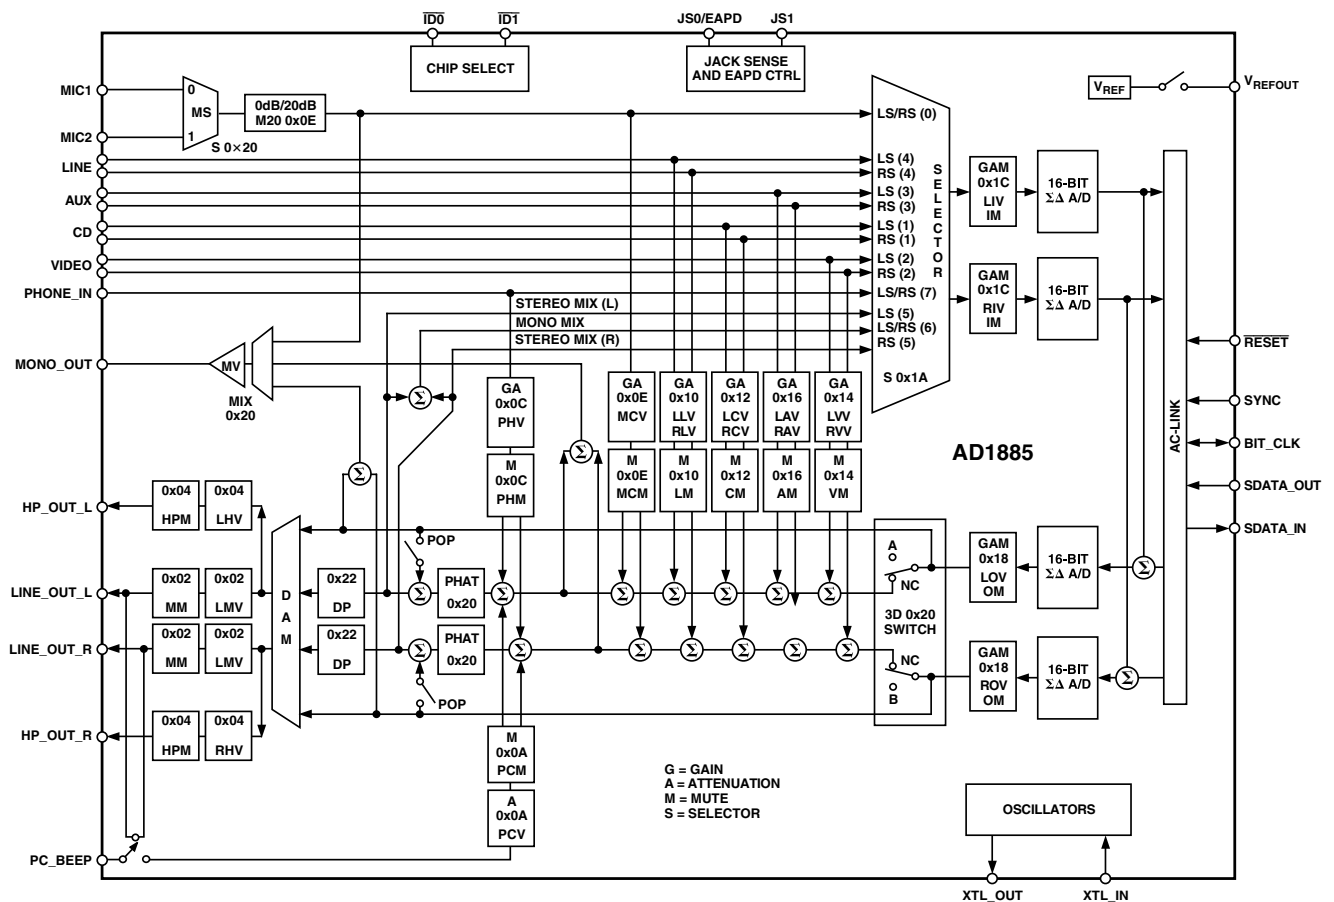 ID0
ID1
JS0/EAPD
JS1
CHIP SELECT
JACK SENSE
AND EAPD CTRL
VREF
VREFOUT
MIC1
0
MS
1
MIC2
S 0×20
0dB/20dB
M20 0x0E
LINE
AUX
CD
VIDEO
PHONE_IN
LS/RS (0)
LS (4)
RS (4)
LS (3)
RS (3)
LS (1)
RS (1)
LS (2)
RS (2)
LS/RS (7)
LS (5)
LS/RS (6)
RS (5)
SELECTOR
S 0x1A
STEREO MIX (L)
MONO MIX
STEREO MIX (R)
GAM
0x1C
LIV
IM
16-BIT
ΣΔ A/D
GAM
0x1C
RIV
IM
16-BIT
ΣΔ A/D
RESET
SYNC
BIT_CLK
SDATA_OUT
SDATA_IN
AC-LINK
MONO_OUT
MV
MIX
0x20
Σ
Σ
Σ
GA
0x0C
PHV
M
0x0C
PHM
GA
0x0E
MCV
GA
0x10
LLV
RLV
GA
0x12
LCV
RCV
GA
0x16
LAV
RAV
GA
0x14
LVV
RVV
M
0x0E
MCM
M
0x10
LM
M
0x12
CM
M
0x16
AM
M
0x14
VM
AD1885
HP_OUT_L
0x04
HPM
0x04
LHV
LINE_OUT_L
0x02
MM
0x02
LMV
DAM
0x22
DP
POP
Σ
PHAT
0x20
Σ
Σ
Σ
Σ
Σ
Σ
A
NC
3D 0x20
SWITCH
NC
B
GAM
0x18
LOV
OM
16-BIT
ΣΔ A/D
Σ
LINE_OUT_R
0x02
MM
0x02
LMV
0x22
DP
Σ
POP
PHAT
0x20
Σ
Σ
Σ
Σ
Σ
Σ
GAM
0x18
ROV
OM
16-BIT
ΣΔ A/D
Σ
HP_OUT_R
0x04
HPM
0x04
RHV
M
0x0A
PCM
A
0x0A
PCV
PC_BEEP
G = GAIN
A = ATTENUATION
M = MUTE
S = SELECTOR
OSCILLATORS
XTL_OUT
XTL_IN